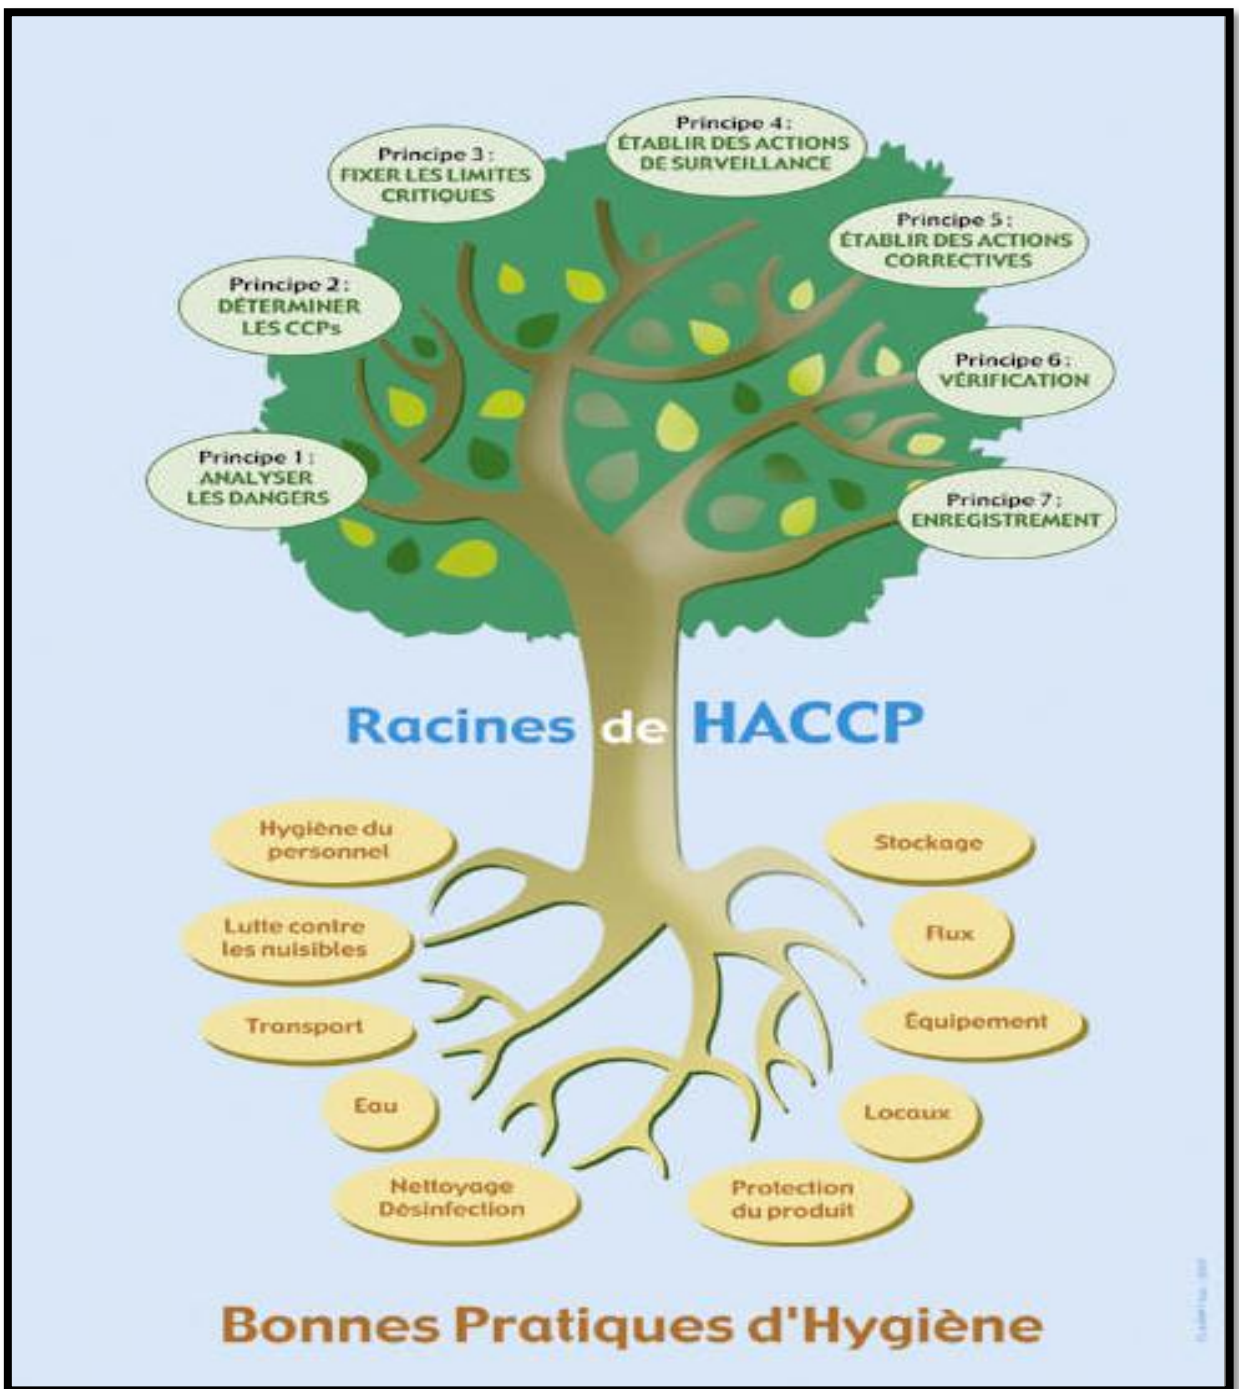 Principe 4 :
ÉTABLIR DES ACTIONS
DE SURVEILLANCE
Principe 3 :
FIXER LES LIMITES
CRITIQUES
Principe 5 :
ÉTABLIR DES ACTIONS
CORRECTIVES
Principe 2 :
DÉTERMINER
LES CCPs
Principe 6 :
VÉRIFICATION
Principe 1 :
ANALYSER
LES DANGERS
Principe 7 :
ENREGISTREMENT
Racines de HACCP
Hygiène du
personnel
Stockage
Lutte contre
les nuisibles
Flux
Transport
Équipement
Eau
Locaux
Nettoyage
Désinfection
Protection
du produit
Bonnes Pratiques d'Hygiène